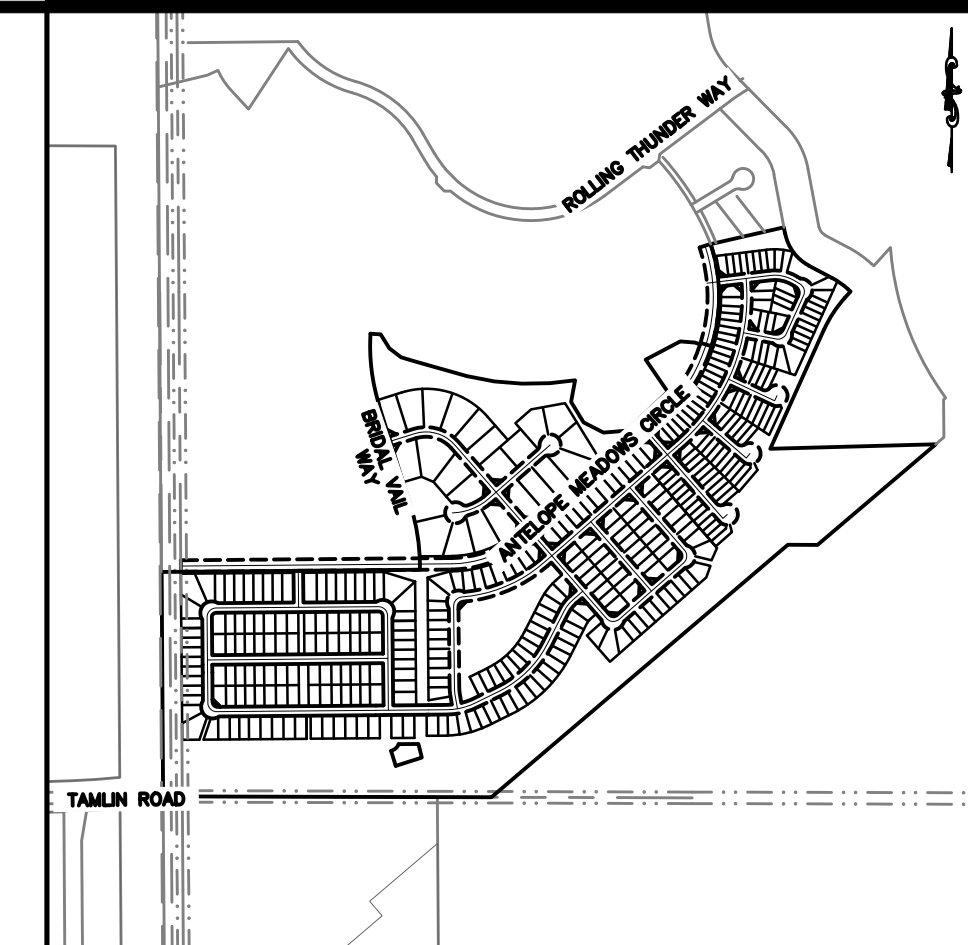 ROLLING THUNDER WAY
BRIDAL VAIL
WAY
ANTELOPE MEADOWS CIRCLE
TAMLIN ROAD